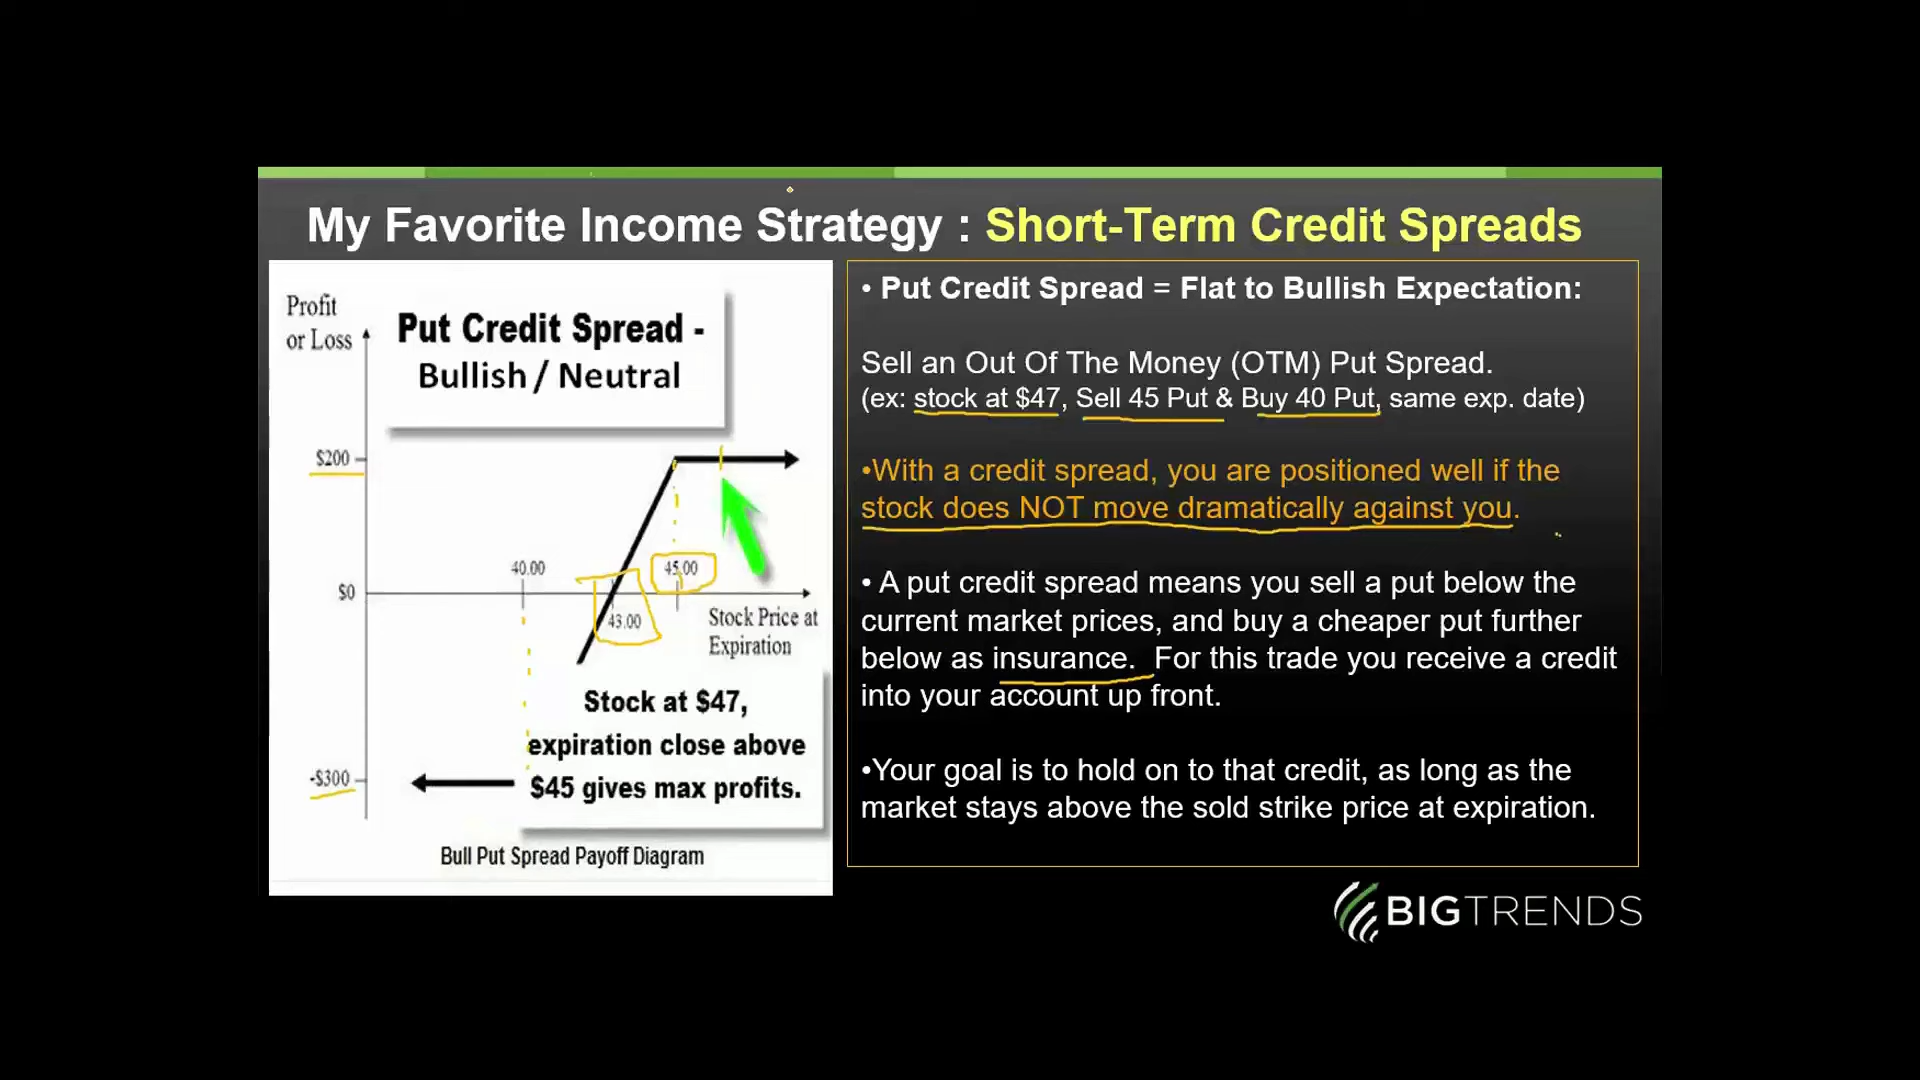 My Favorite Income Strategy : Short-Term Credit Spreads
Profit
or Loss
Put Credit Spread -
Bullish / Neutral
$200
40.00
45.00
$0
43.00
Stock Price at
Expiration
Stock at $47,
expiration close above
$45 gives max profits.
-$300
Bull Put Spread Payoff Diagram
• Put Credit Spread = Flat to Bullish Expectation:
Sell an Out Of The Money (OTM) Put Spread.
(ex: stock at $47, Sell 45 Put & Buy 40 Put, same exp. date)
•With a credit spread, you are positioned well if the
stock does NOT move dramatically against you.
• A put credit spread means you sell a put below the
current market prices, and buy a cheaper put further
below as insurance. For this trade you receive a credit
into your account up front.
•Your goal is to hold on to that credit, as long as the
market stays above the sold strike price at expiration.
BIGTRENDS